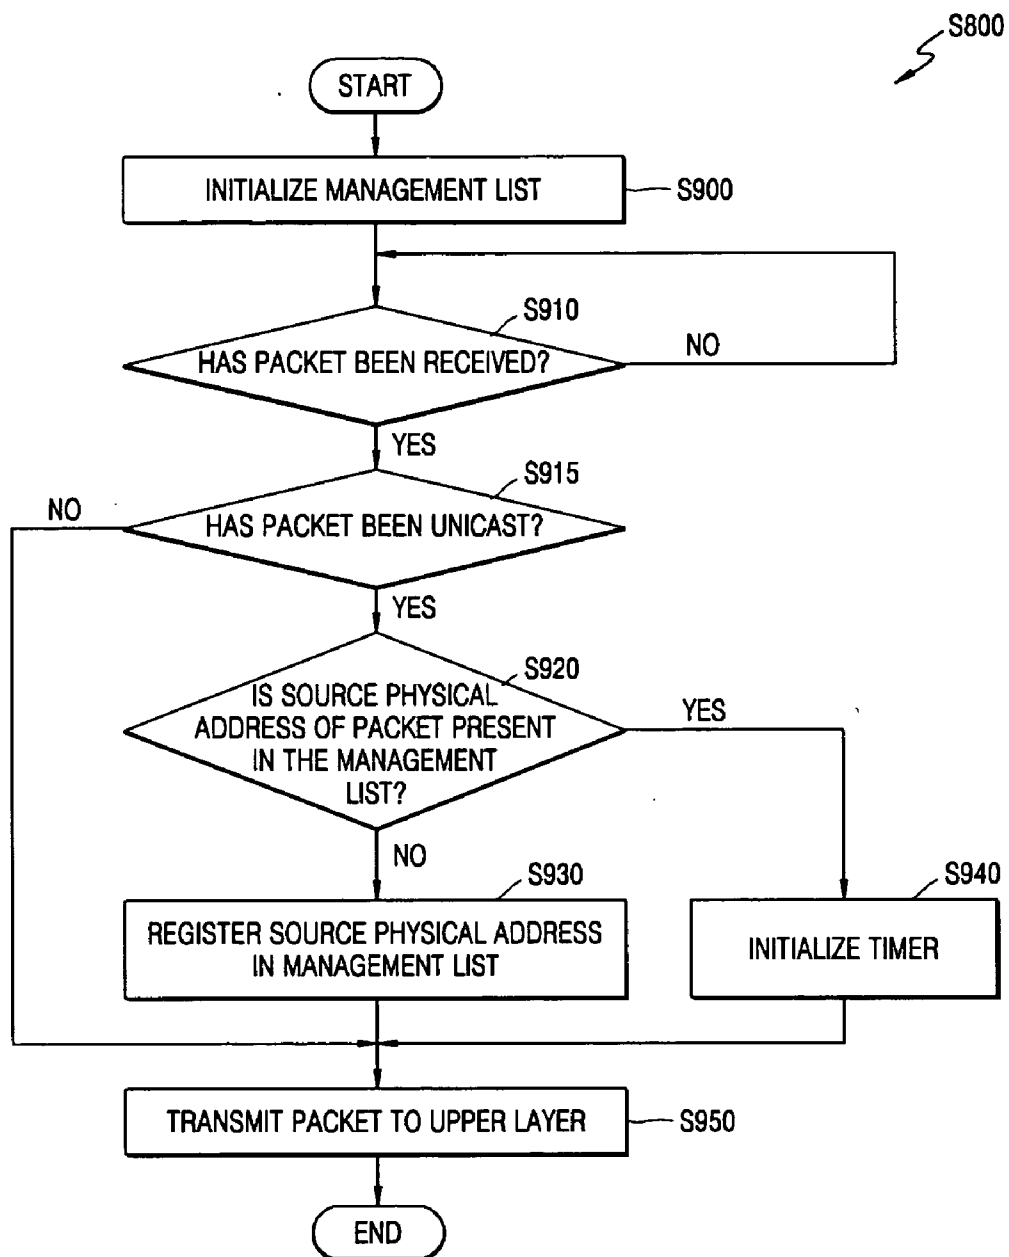 S800
START
INITIALIZE MANAGEMENT LIST
S900
S910
HAS PACKET BEEN RECEIVED?
NO
YES
S915
NO
HAS PACKET BEEN UNICAST?
YES
S920
IS SOURCE PHYSICAL
ADDRESS OF PACKET PRESENT
IN THE MANAGEMENT
LIST?
YES
NO
S930
REGISTER SOURCE PHYSICAL ADDRESS
IN MANAGEMENT LIST
S940
INITIALIZE TIMER
TRANSMIT PACKET TO UPPER LAYER
S950
END